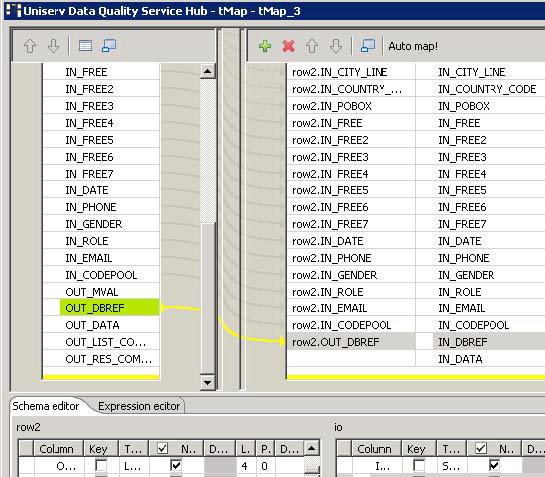 Uniserv Data Quality Service Hub - tMap - tMap_3
Auto map!
IN_FREE
IN_FREE2
IN_FREE3
IN_FREE4
IN_FREE5
IN_FREE6
IN_FREE7
IN_DATE
IN_PHONE
IN_GENDER
IN_ROLE
IN_EMAIL
IN_CODEPOOL
OUT_MVAL
OUT_DBREF
OUT_DATA
OUT_LIST_CO...
OUT_RES_COM...
row2.IN_CITY_LINE IN_CITY_LINE
row2.IN_COUNTRY_... IN_COUNTRY_CODE
row2.IN_POBOX IN_POBOX
row2.IN_FREE IN_FREE
row2.IN_FREE2 IN_FREE2
row2.IN_FREE3 IN_FREE3
row2.IN_FREE4 IN_FREE4
row2.IN_FREE5 IN_FREE5
row2.IN_FREE6 IN_FREE6
row2.IN_FREE7 IN_FREE7
row2.IN_DATE IN_DATE
row2.IN_PHONE IN_PHONE
row2.IN_GENDER IN_GENDER
row2.IN_ROLE IN_ROLE
row2.IN_EMAIL IN_EMAIL
row2.IN_CODEPOOL IN_CODEPOOL
row2.OUT_DBREF IN_DBREF
IN_DATA
Schema editor Expression editor
row2
Column Key T... N.. D... L. P. D...
O... L... 4 0
io
Column Key T... N.. D...
I... S...